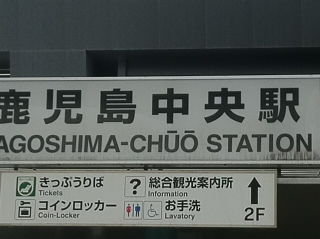 鹿児島中央駅
AGOSHIMA-CHŪŌ STATION
きっぷうりば ? 総合観光案内所
Tickets Information
コインロッカー お手洗
Coin-Locker Lavatory
2F